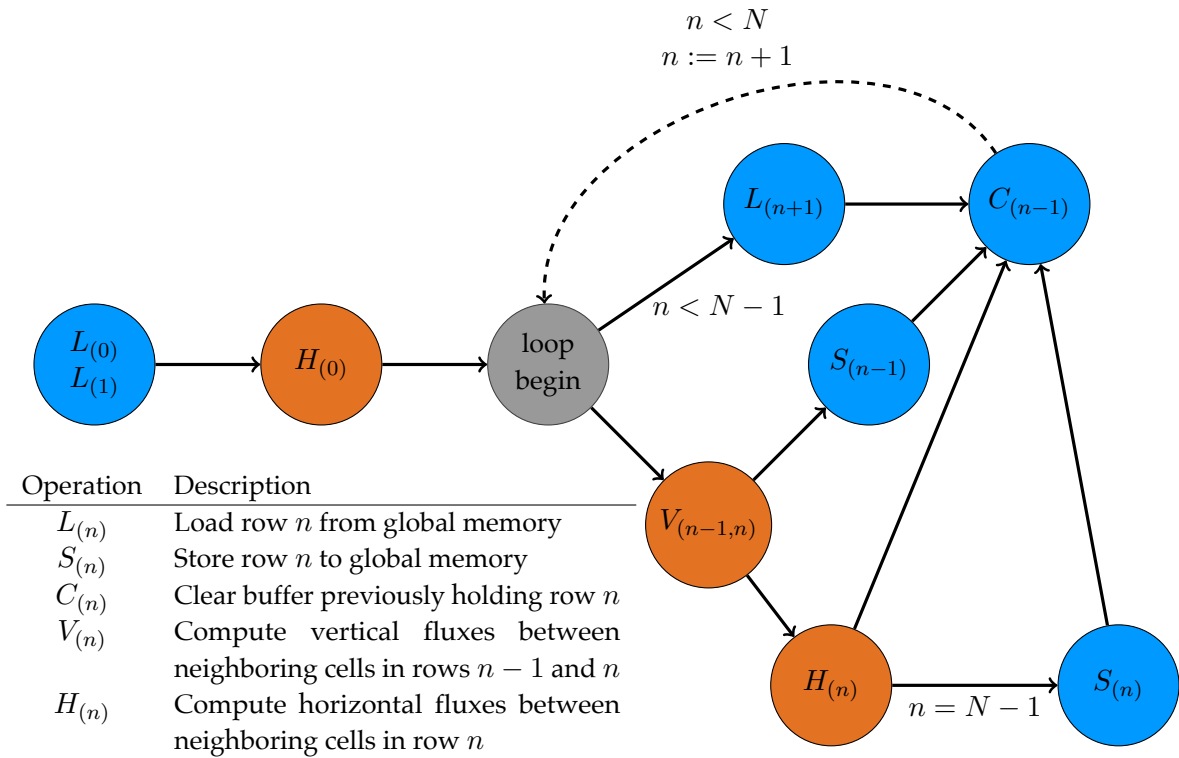 n < N
n := n + 1
L(n+1)
C(n−1)
n < N − 1
L(0)
L(1)
H(0)
loop
begin
S(n−1)
Operation Description
L(n) Load row n from global memory
S(n) Store row n to global memory
C(n) Clear buffer previously holding row n
V(n) Compute vertical fluxes between
neighboring cells in rows n − 1 and n
H(n) Compute horizontal fluxes between
neighboring cells in row n
V(n−1,n)
H(n)
n = N − 1
S(n)